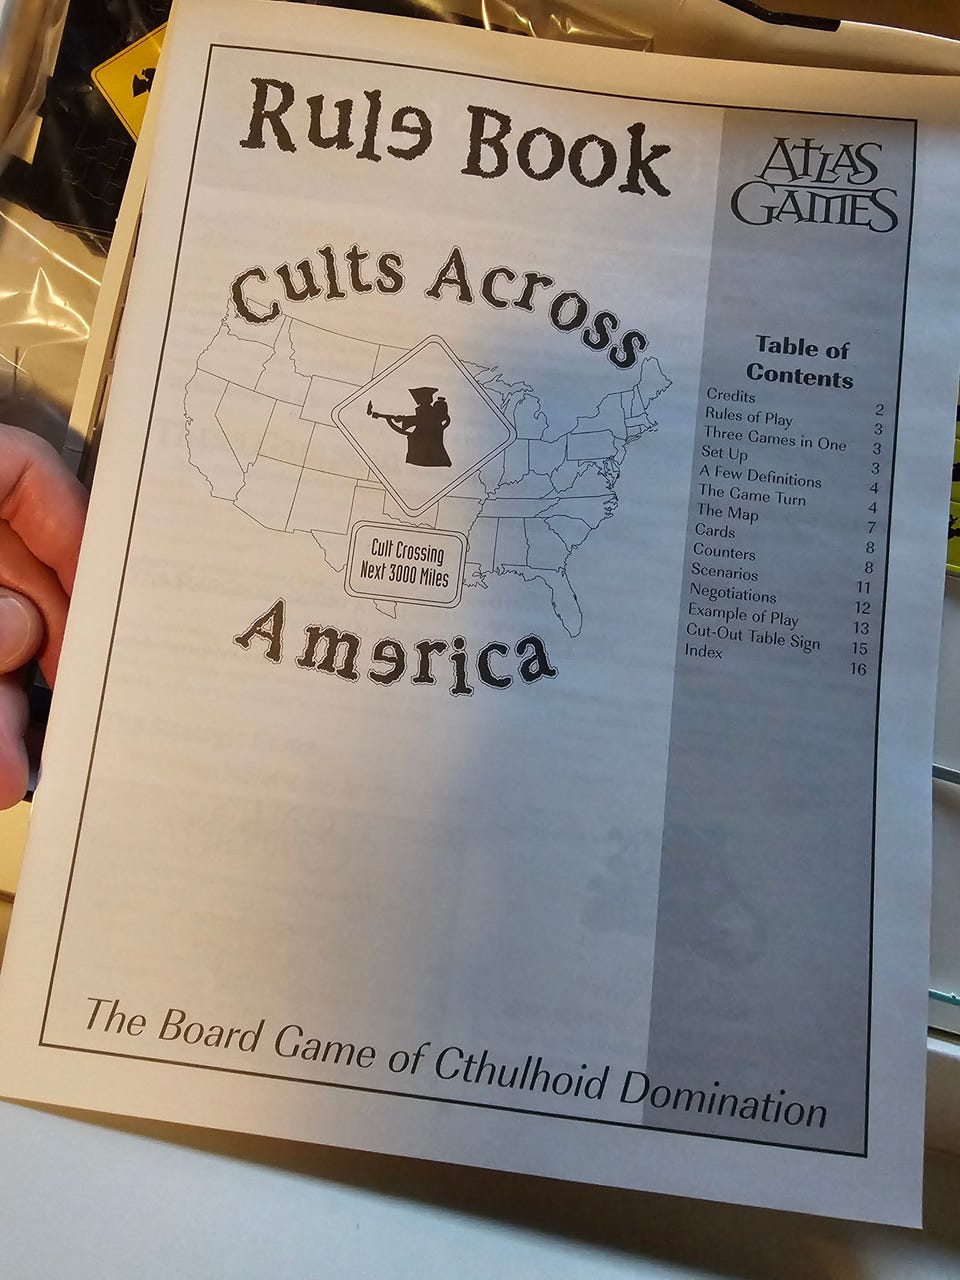 Rule Book
ATLAS
GAMES
Cults Across
America
Cult Crossing
Next 3000 Miles
Table of
Contents
Credits 2
Rules of Play 3
Three Games in One 3
Set Up 3
A Few Definitions 4
The Game Turn 4
The Map 7
Cards 8
Counters 8
Scenarios 11
Negotiations 12
Example of Play 13
Cut-Out Table Sign 15
Index 16
The Board Game of Cthulhoid Domination